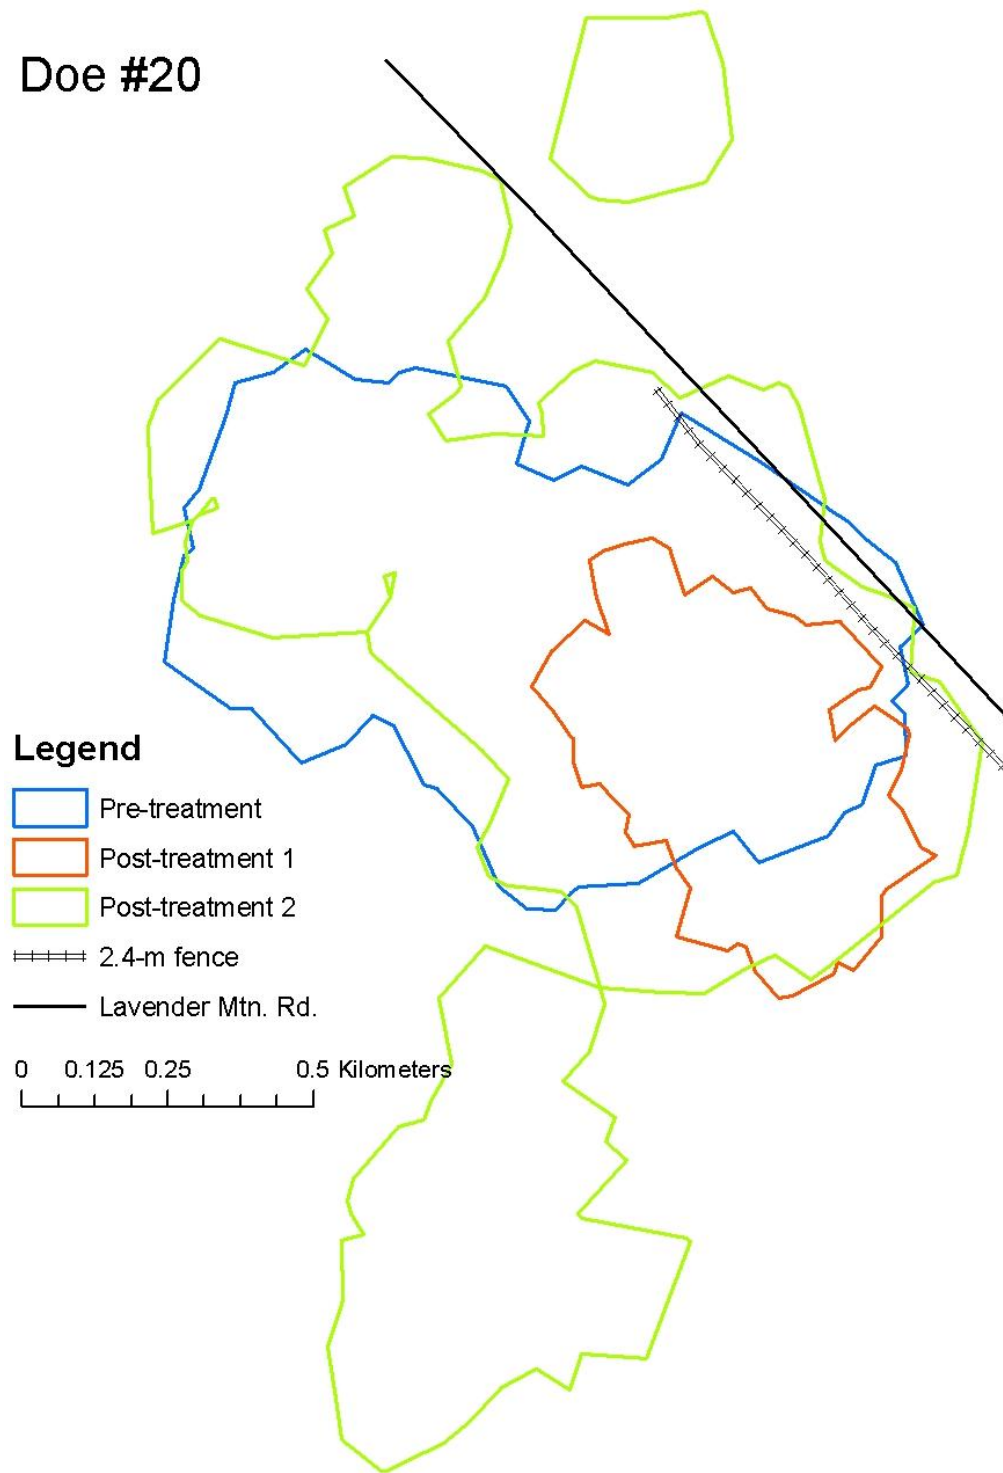 Doe #20
Legend
Pre-treatment
Post-treatment 1
Post-treatment 2
2.4-m fence
Lavender Mtn. Rd.
0 0.125 0.25 0.5 Kilometers